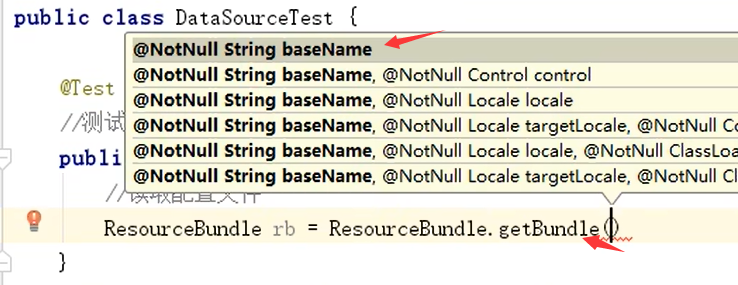 public class DataSourceTest {
@NotNull String baseName
@NotNull String baseName, @NotNull Control control
@Test
@NotNull String baseName, @NotNull Locale locale
//测试
@NotNull String baseName, @NotNull Locale targetLocale, @NotNull Co
public
@NotNull String baseName, @NotNull Locale locale, @NotNull ClassLoa
@NotNull String baseName, @NotNull Locale targetLocale, @NotNull Cl
//读取配置文件
ResourceBundle rb = ResourceBundle.getBundle()
}